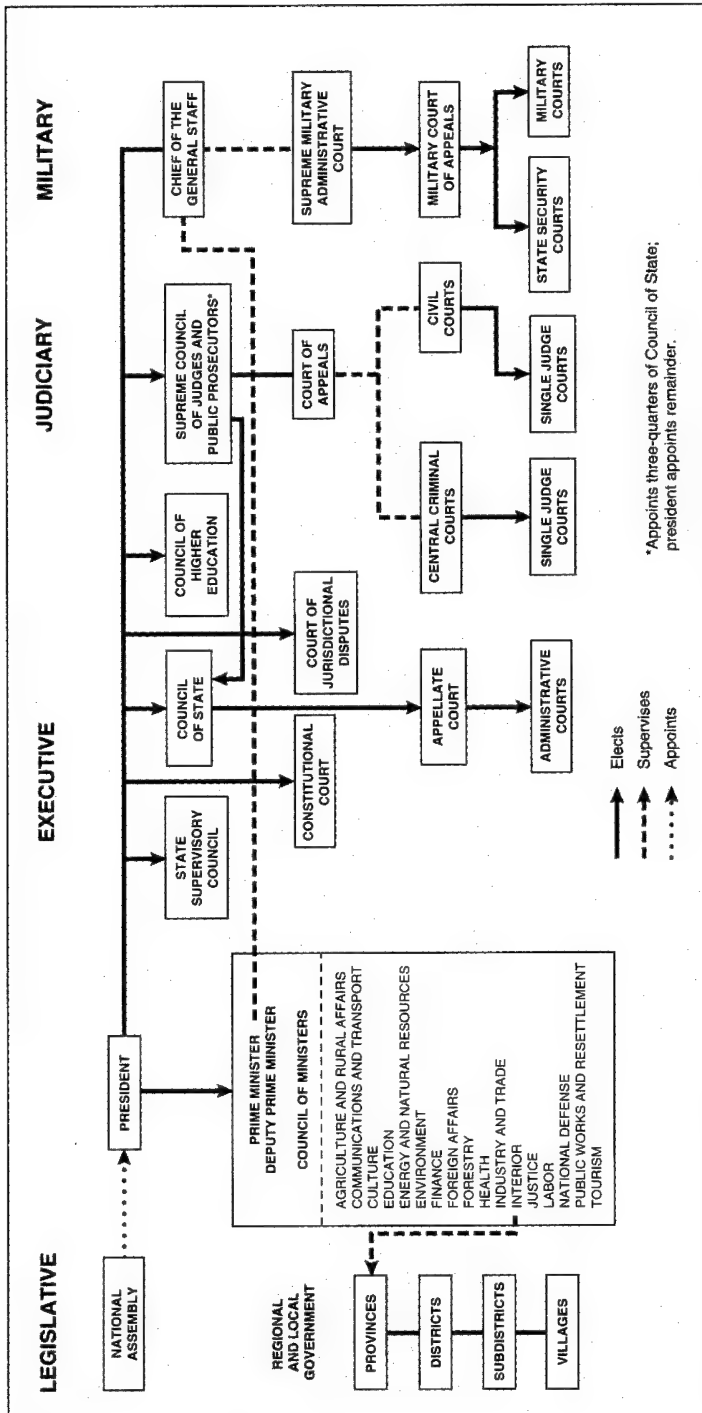 LEGISLATIVE
EXECUTIVE
JUDICIARY
MILITARY
NATIONAL
ASSEMBLY
PRESIDENT
STATE
SUPERVISORY
COUNCIL
COUNCIL
OF STATE
COUNCIL OF
HIGHER
EDUCATION
SUPREME COUNCIL
OF JUDGES AND
PUBLIC PROSECUTORS*
CHIEF OF THE
GENERAL STAFF
REGIONAL
AND LOCAL
GOVERNMENT
PROVINCES
DISTRICTS
SUBDISTRICTS
VILLAGES
PRIME MINISTER
DEPUTY PRIME MINISTER
COUNCIL OF MINISTERS
AGRICULTURE AND RURAL AFFAIRS
COMMUNICATIONS AND TRANSPORT
CULTURE
EDUCATION
ENERGY AND NATURAL RESOURCES
ENVIRONMENT
FINANCE
FOREIGN AFFAIRS
FORESTRY
HEALTH
INDUSTRY AND TRADE
INTERIOR
JUSTICE
LABOR
NATIONAL DEFENSE
PUBLIC WORKS AND RESETTLEMENT
TOURISM
CONSTITUTIONAL
COURT
COURT OF
JURISDICTIONAL
DISPUTES
COURT OF
APPEALS
SUPREME MILITARY
ADMINISTRATIVE
COURT
APPELLATE
COURT
CENTRAL CRIMINAL
COURTS
CIVIL
COURTS
MILITARY COURT
OF APPEALS
ADMINISTRATIVE
COURTS
SINGLE JUDGE
COURTS
SINGLE JUDGE
COURTS
STATE SECURITY
COURTS
MILITARY
COURTS
Elects
Supervises
Appoints
*Appoints three-quarters of Council of State;
president appoints remainder.